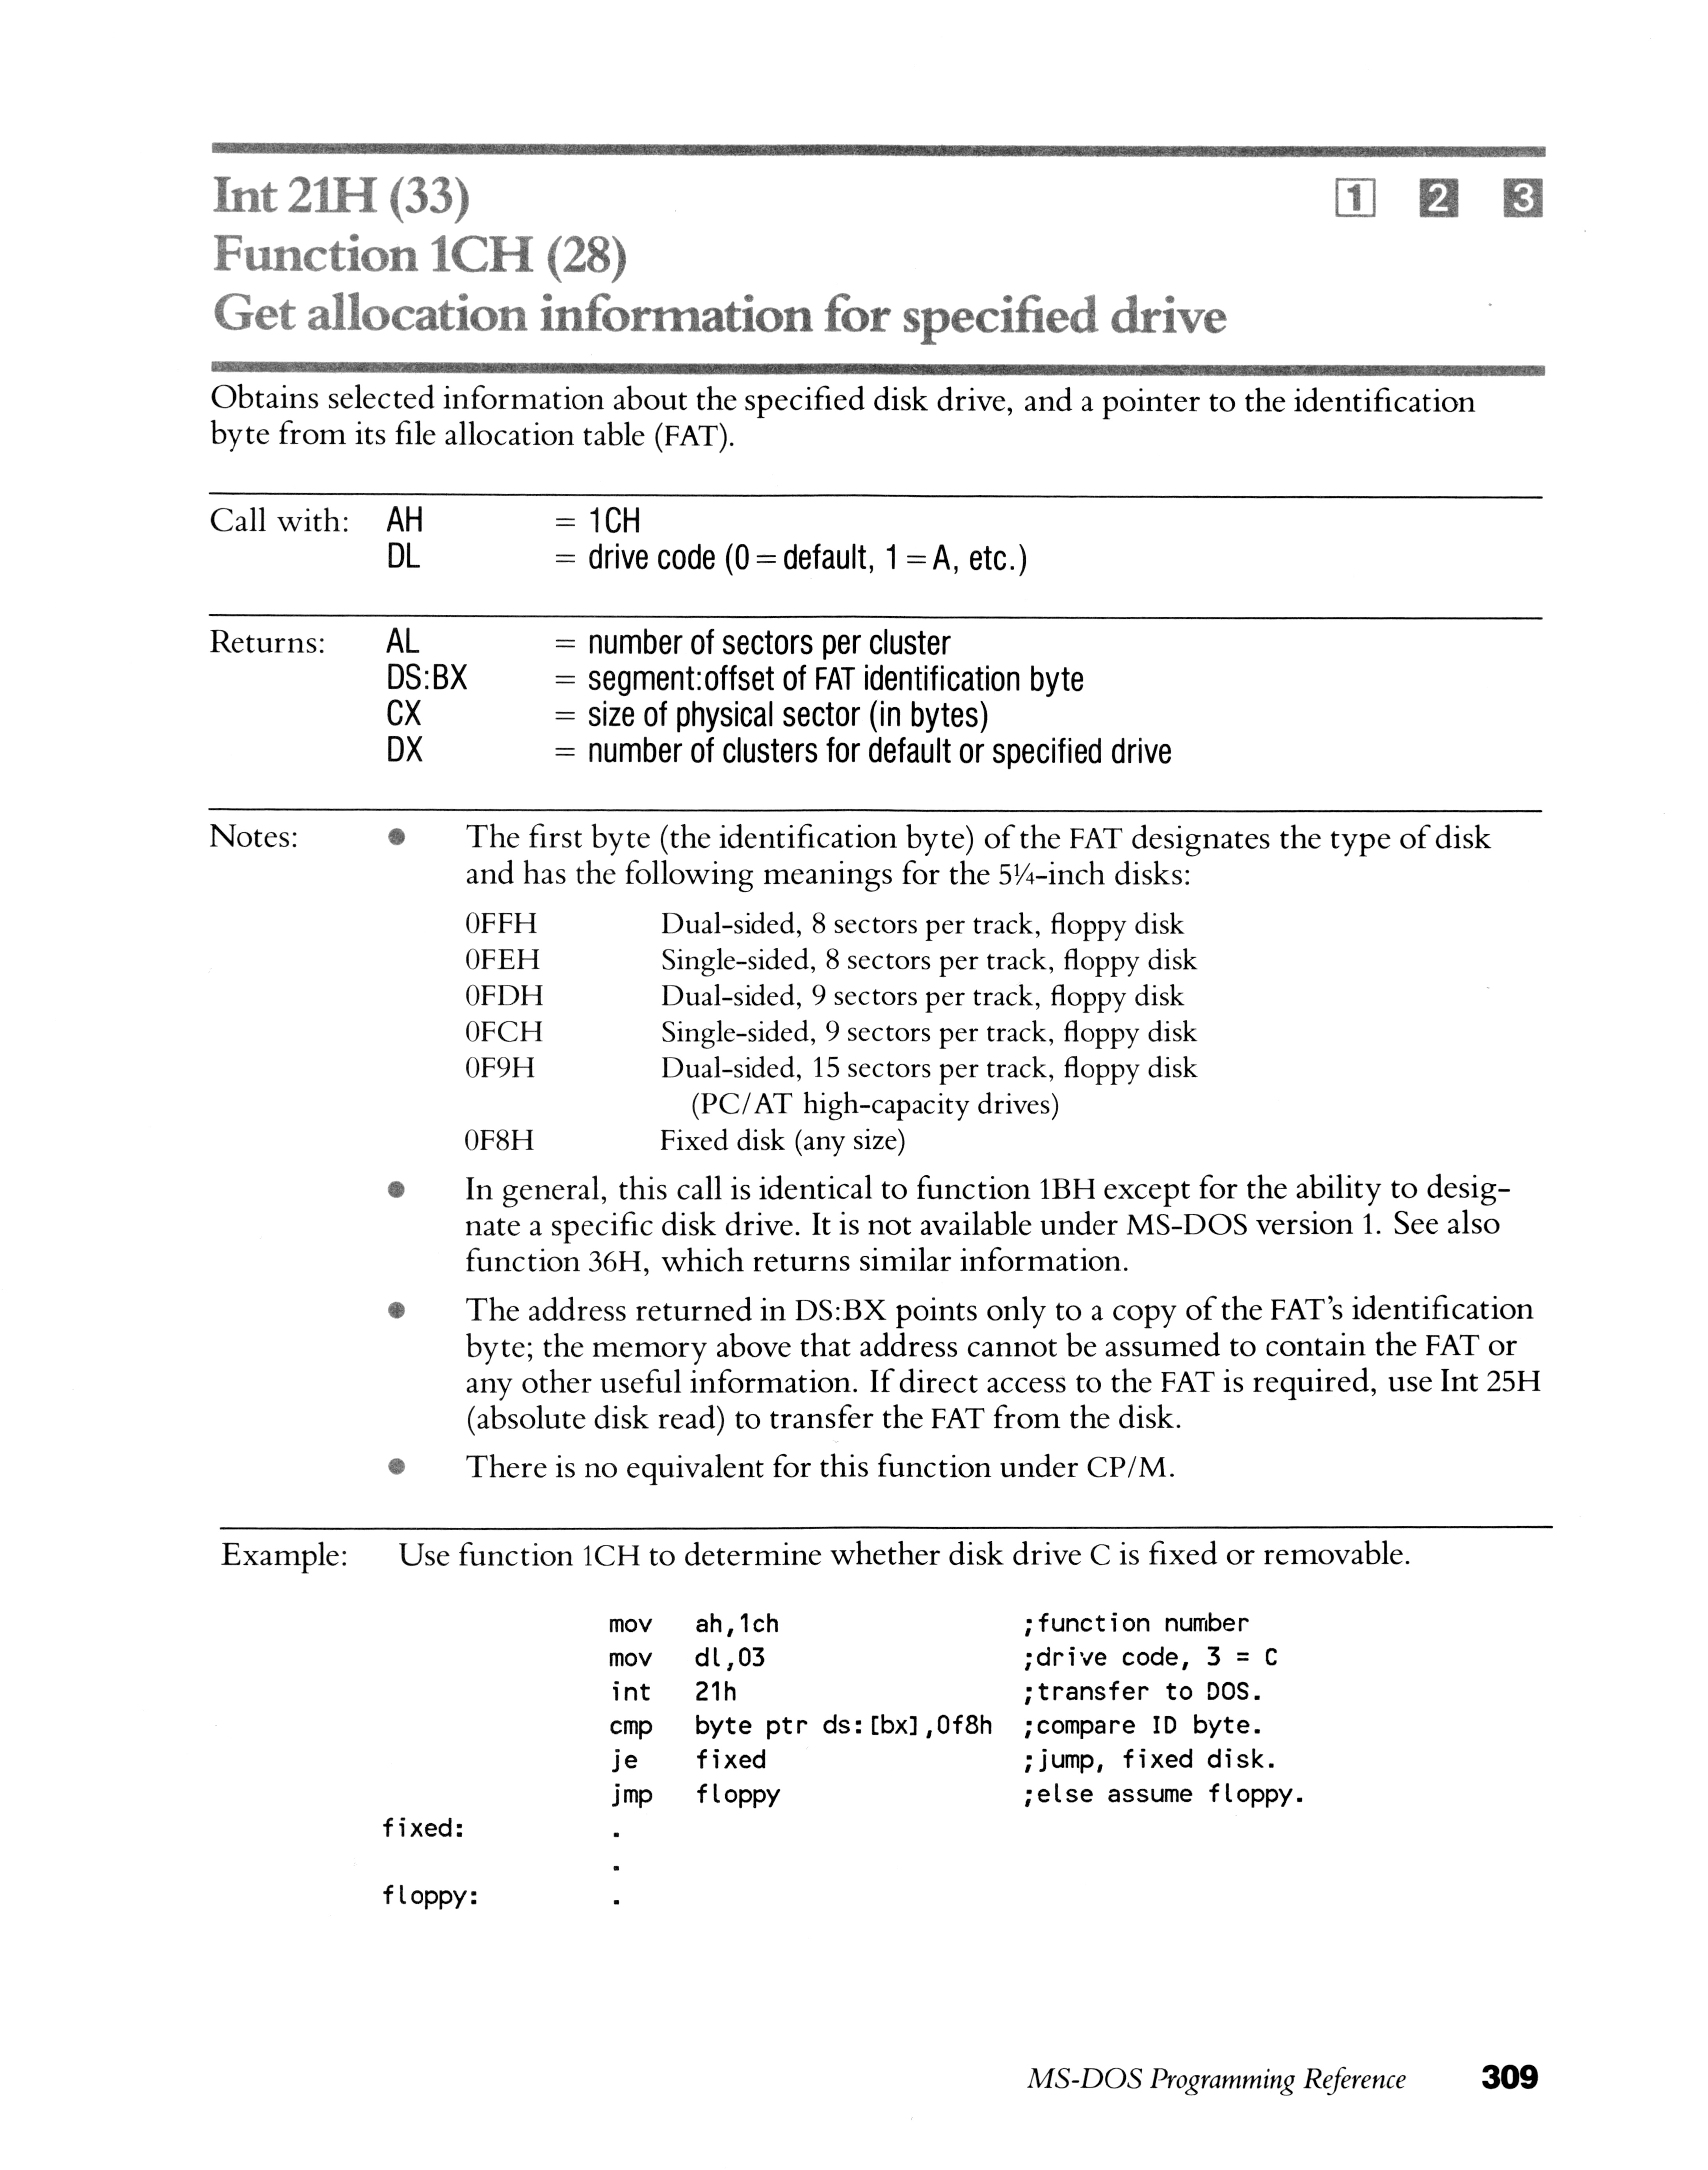 Int 21H (33) 1 2 3
Function 1CH (28)
Get allocation information for specified drive
Obtains selected information about the specified disk drive, and a pointer to the identification
byte from its file allocation table (FAT).
Call with: AH = 1CH
DL = drive code (0 = default, 1 = A, etc.)
Returns: AL = number of sectors per cluster
DS:BX = segment:offset of FAT identification byte
CX = size of physical sector (in bytes)
DX = number of clusters for default or specified drive
Notes: ● The first byte (the identification byte) of the FAT designates the type of disk
and has the following meanings for the 5¼-inch disks:
0FFH Dual-sided, 8 sectors per track, floppy disk
0FEH Single-sided, 8 sectors per track, floppy disk
0FDH Dual-sided, 9 sectors per track, floppy disk
0FCH Single-sided, 9 sectors per track, floppy disk
0F9H Dual-sided, 15 sectors per track, floppy disk
(PC/AT high-capacity drives)
0F8H Fixed disk (any size)
● In general, this call is identical to function 1BH except for the ability to desig-
nate a specific disk drive. It is not available under MS-DOS version 1. See also
function 36H, which returns similar information.
● The address returned in DS:BX points only to a copy of the FAT's identification
byte; the memory above that address cannot be assumed to contain the FAT or
any other useful information. If direct access to the FAT is required, use Int 25H
(absolute disk read) to transfer the FAT from the disk.
● There is no equivalent for this function under CP/M.
Example: Use function 1CH to determine whether disk drive C is fixed or removable.
mov ah,1ch ;function number
mov dl,03 ;drive code, 3 = C
int 21h ;transfer to DOS.
cmp byte ptr ds:[bx],0f8h ;compare ID byte.
je fixed ;jump, fixed disk.
jmp floppy ;else assume floppy.
fixed: .
.
floppy: .
MS-DOS Programming Reference 309